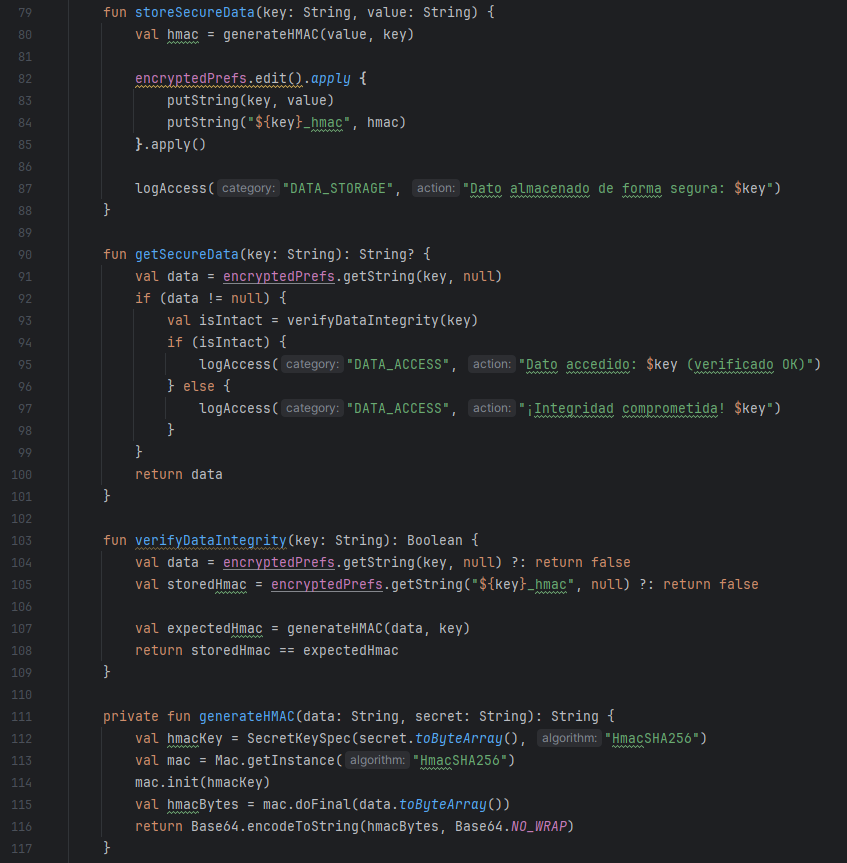 79 fun storeSecureData(key: String, value: String) {
80 val hmac = generateHMAC(value, key)
81
82 encryptedPrefs.edit().apply {
83 putString(key, value)
84 putString("${key}_hmac", hmac)
85 }.apply()
86
87 logAccess( category: "DATA_STORAGE", action: "Dato almacenado de forma segura: $key")
88 }
89
90 fun getSecureData(key: String): String? {
91 val data = encryptedPrefs.getString(key, null)
92 if (data != null) {
93 val isIntact = verifyDataIntegrity(key)
94 if (isIntact) {
95 logAccess( category: "DATA_ACCESS", action: "Dato accedido: $key (verificado OK)")
96 } else {
97 logAccess( category: "DATA_ACCESS", action: "¡Integridad comprometida! $key")
98 }
99 }
100 return data
101 }
102
103 fun verifyDataIntegrity(key: String): Boolean {
104 val data = encryptedPrefs.getString(key, null) ?: return false
105 val storedHmac = encryptedPrefs.getString("${key}_hmac", null) ?: return false
106
107 val expectedHmac = generateHMAC(data, key)
108 return storedHmac == expectedHmac
109 }
110
111 private fun generateHMAC(data: String, secret: String): String {
112 val hmacKey = SecretKeySpec(secret.toByteArray(), algorithm: "HmacSHA256")
113 val mac = Mac.getInstance( algorithm: "HmacSHA256")
114 mac.init(hmacKey)
115 val hmacBytes = mac.doFinal(data.toByteArray())
116 return Base64.encodeToString(hmacBytes, Base64.NO_WRAP)
117 }